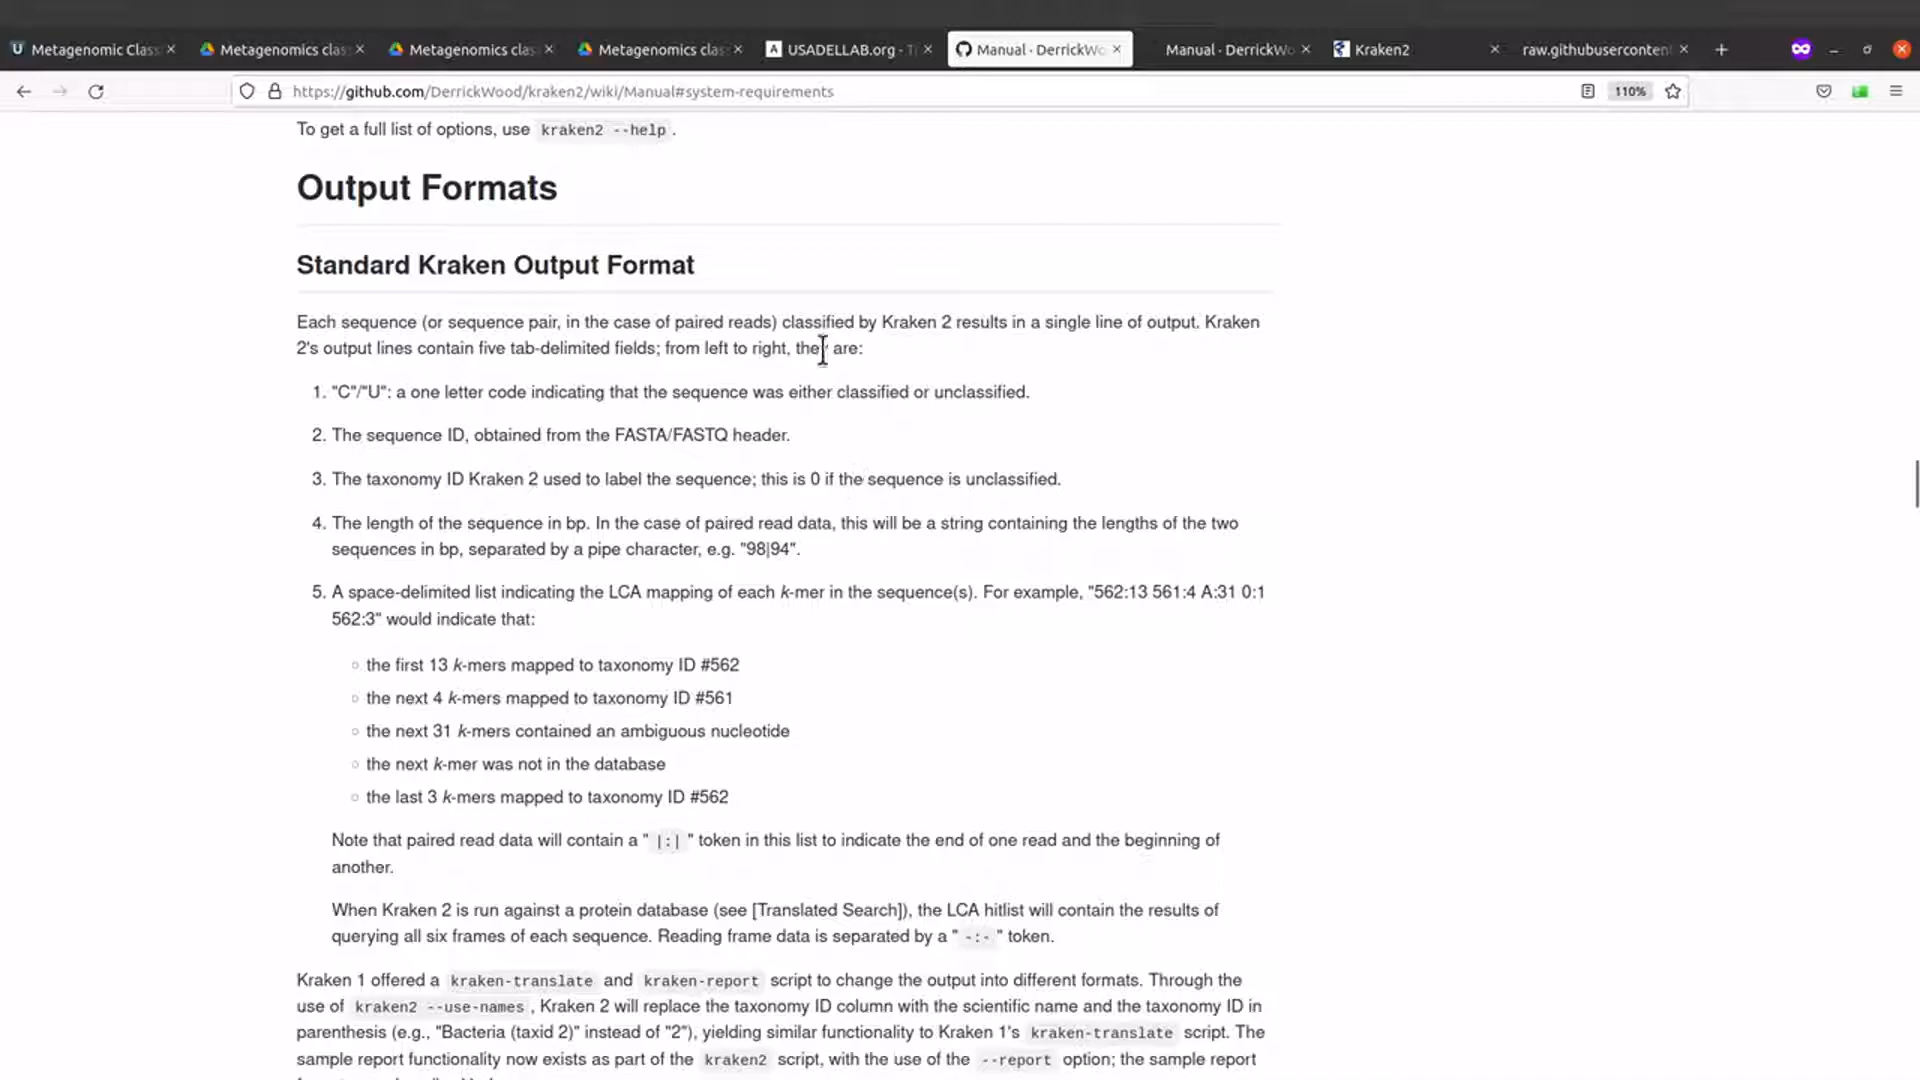 Metagenomic Class
Metagenomics clas
Metagenomics clas
Metagenomics clas
USADELLAB.org - T
Manual · DerrickWo
Manual · DerrickWo
Kraken2
raw.githubusercontent
https://github.com/DerrickWood/kraken2/wiki/Manual#system-requirements
110%
To get a full list of options, use kraken2 --help .
Output Formats
Standard Kraken Output Format
Each sequence (or sequence pair, in the case of paired reads) classified by Kraken 2 results in a single line of output. Kraken
2's output lines contain five tab-delimited fields; from left to right, they are:
1. "C"/"U": a one letter code indicating that the sequence was either classified or unclassified.
2. The sequence ID, obtained from the FASTA/FASTQ header.
3. The taxonomy ID Kraken 2 used to label the sequence; this is 0 if the sequence is unclassified.
4. The length of the sequence in bp. In the case of paired read data, this will be a string containing the lengths of the two
sequences in bp, separated by a pipe character, e.g. "98|94".
5. A space-delimited list indicating the LCA mapping of each k-mer in the sequence(s). For example, "562:13 561:4 A:31 0:1
562:3" would indicate that:
the first 13 k-mers mapped to taxonomy ID #562
the next 4 k-mers mapped to taxonomy ID #561
the next 31 k-mers contained an ambiguous nucleotide
the next k-mer was not in the database
the last 3 k-mers mapped to taxonomy ID #562
Note that paired read data will contain a " |:| " token in this list to indicate the end of one read and the beginning of
another.
When Kraken 2 is run against a protein database (see [Translated Search]), the LCA hitlist will contain the results of
querying all six frames of each sequence. Reading frame data is separated by a " -:- " token.
Kraken 1 offered a kraken-translate and kraken-report script to change the output into different formats. Through the
use of kraken2 --use-names , Kraken 2 will replace the taxonomy ID column with the scientific name and the taxonomy ID in
parenthesis (e.g., "Bacteria (taxid 2)" instead of "2"), yielding similar functionality to Kraken 1's kraken-translate script. The
sample report functionality now exists as part of the kraken2 script, with the use of the --report option; the sample report